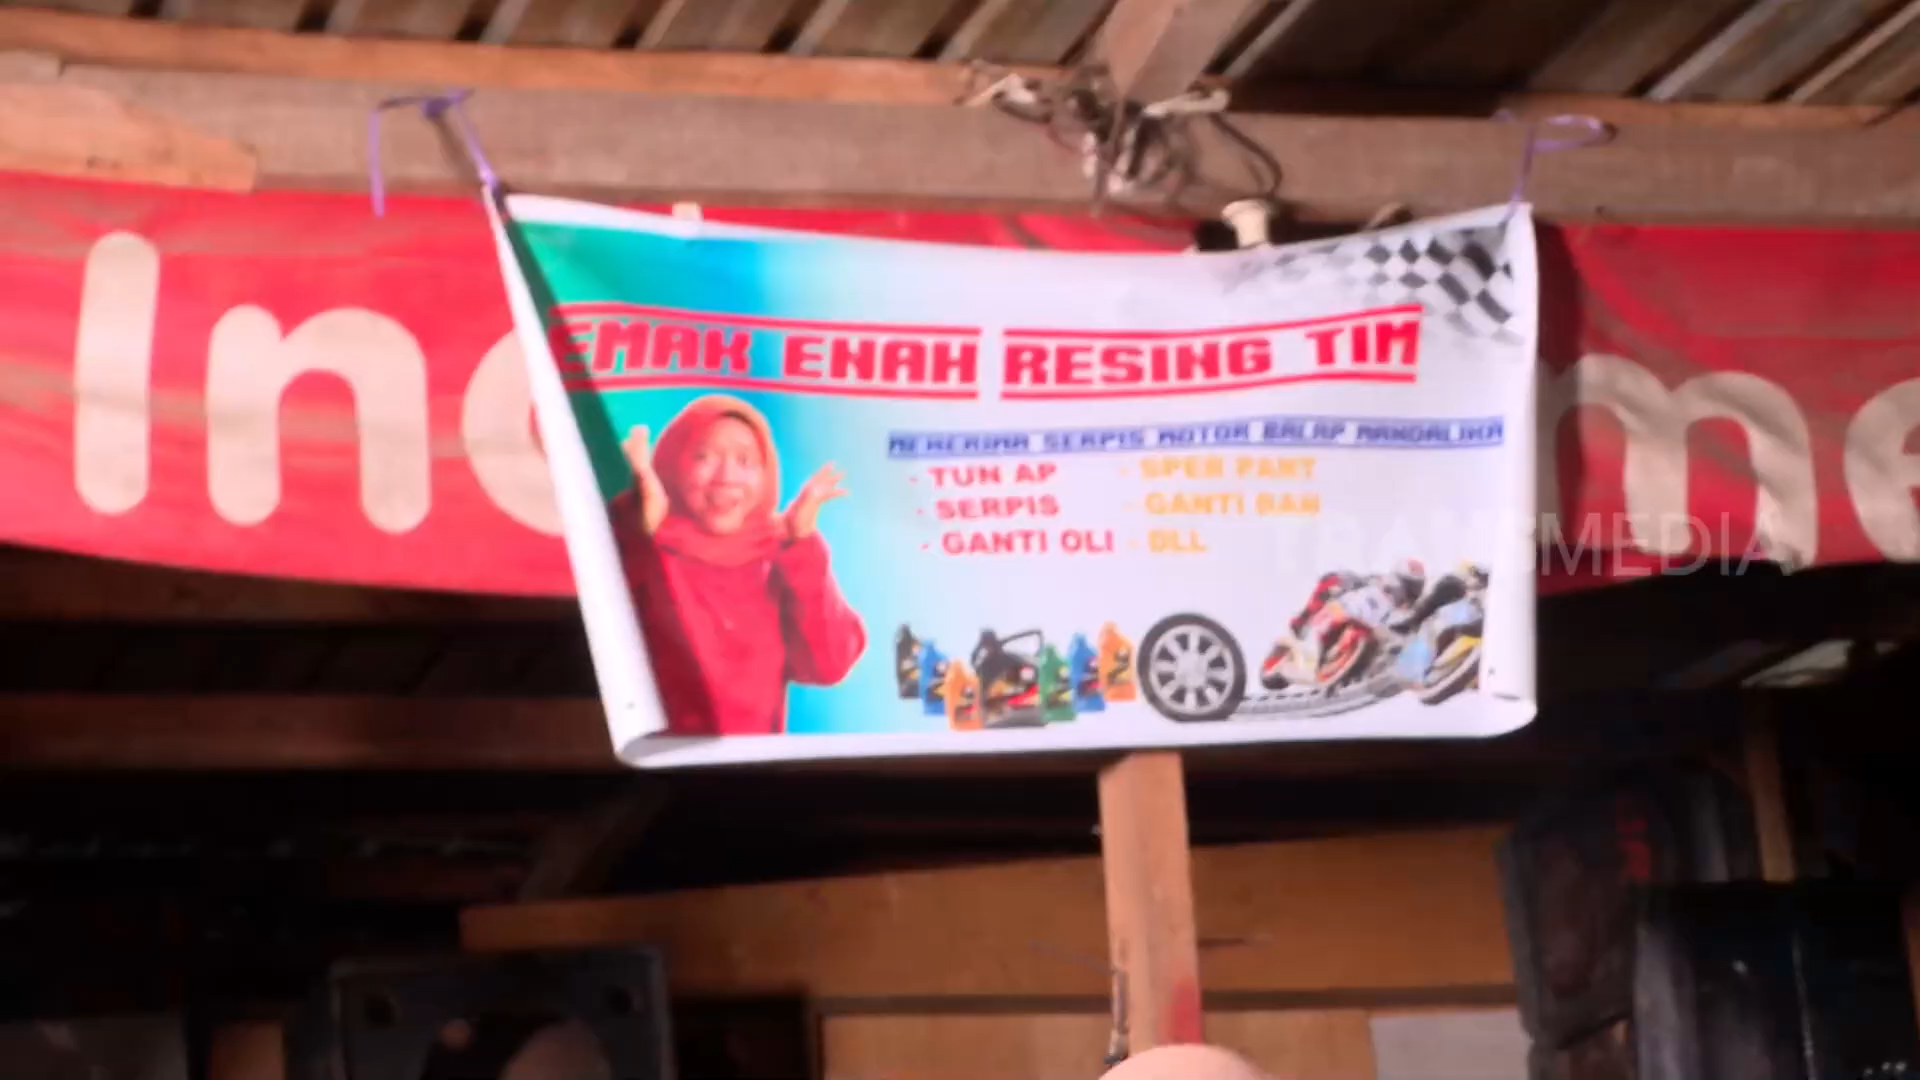 EMAK ENAH RESING TIM
MENERIMA SERPIS MOTOR BALAP MANDALIKA
- TUN AP
- SERPIS
- GANTI OLI
- SPER PART
- GANTI BAN
- DLL
TRANSMEDIA